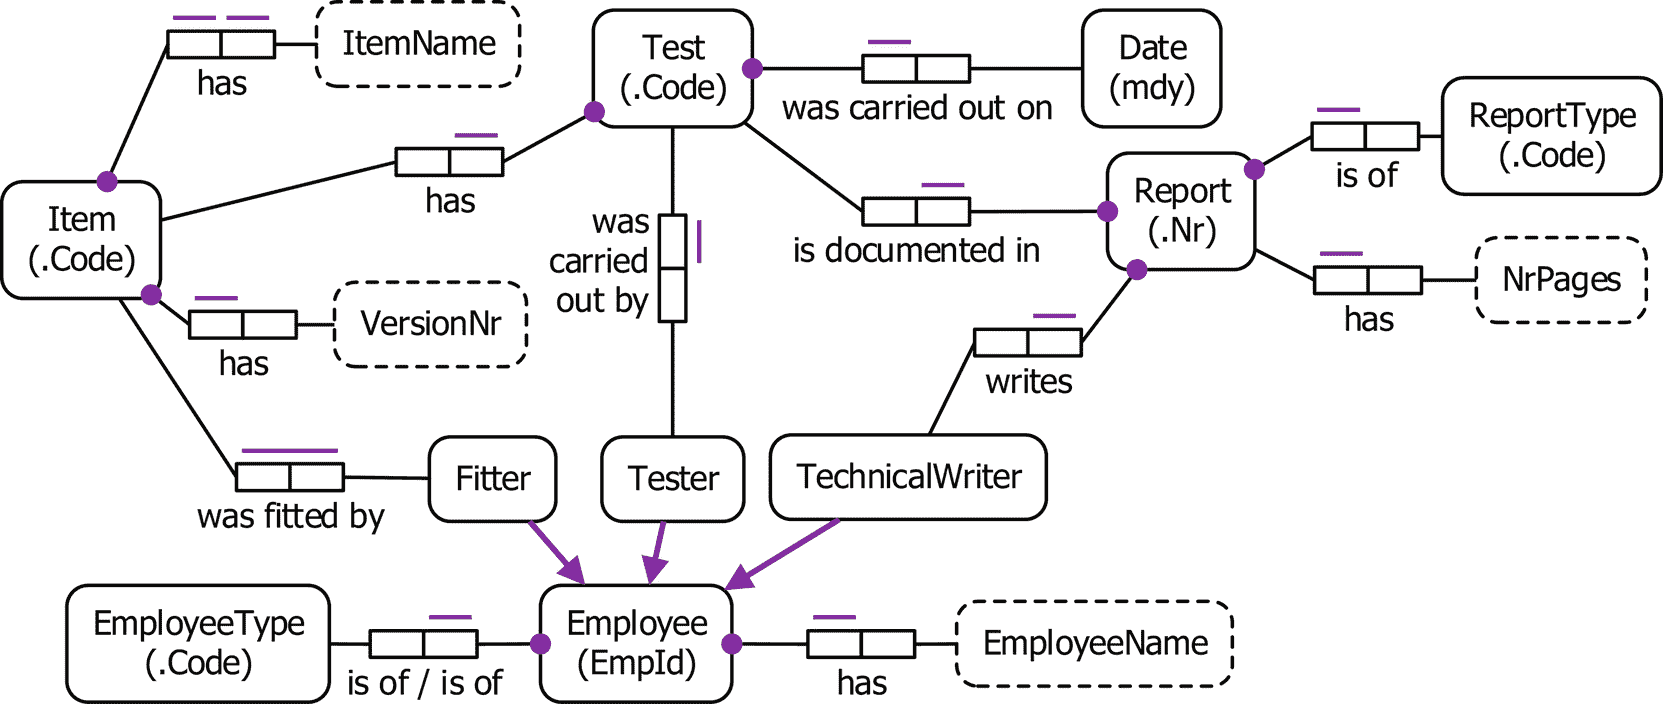 ItemName
has
Test
(.Code)
Date
(mdy)
was carried out on
ReportType
(.Code)
is of
has
Item
(.Code)
Report
(.Nr)
was
carried
out by
is documented in
NrPages
has
VersionNr
has
writes
Fitter
Tester
TechnicalWriter
was fitted by
EmployeeType
(.Code)
is of / is of
Employee
(EmpId)
has
EmployeeName